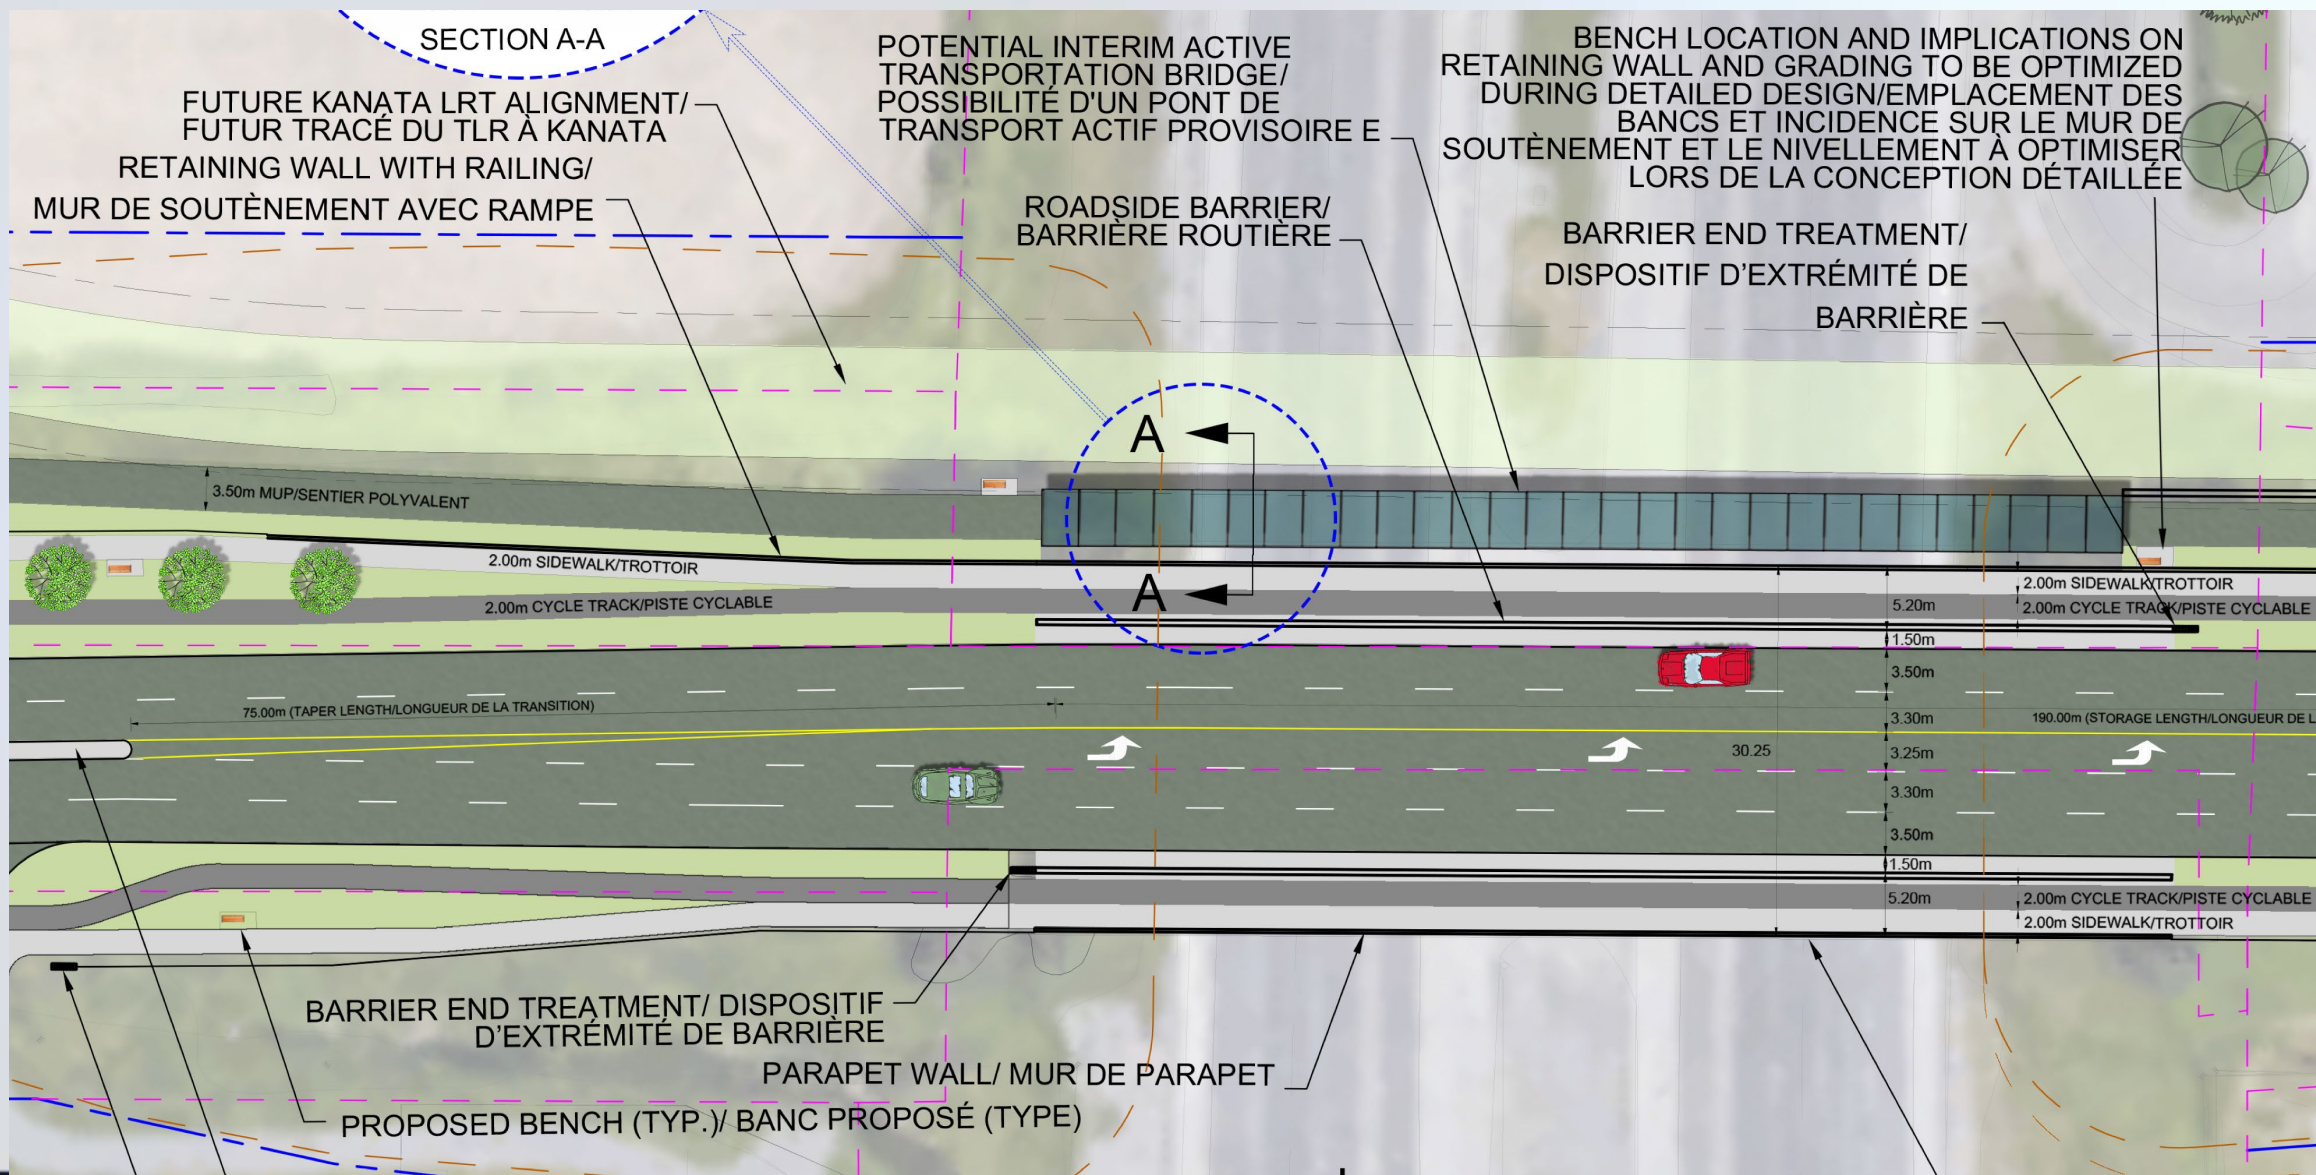 SECTION A-A
FUTURE KANATA LRT ALIGNMENT/
FUTUR TRACÉ DU TLR À KANATA
RETAINING WALL WITH RAILING/
MUR DE SOUTÈNEMENT AVEC RAMPE
POTENTIAL INTERIM ACTIVE
TRANSPORTATION BRIDGE/
POSSIBILITÉ D'UN PONT DE
TRANSPORT ACTIF PROVISOIRE E
ROADSIDE BARRIER/
BARRIÈRE ROUTIÈRE
BENCH LOCATION AND IMPLICATIONS ON
RETAINING WALL AND GRADING TO BE OPTIMIZED
DURING DETAILED DESIGN/EMPLACEMENT DES
BANCS ET INCIDENCE SUR LE MUR DE
SOUTÈNEMENT ET LE NIVELLEMENT À OPTIMISER
LORS DE LA CONCEPTION DÉTAILLÉE
BARRIER END TREATMENT/
DISPOSITIF D'EXTRÉMITÉ DE
BARRIÈRE
A
A
3.50m MUP/SENTIER POLYVALENT
2.00m SIDEWALK/TROTTOIR
2.00m CYCLE TRACK/PISTE CYCLABLE
2.00m SIDEWALK/TROTTOIR
5.20m
2.00m CYCLE TRACK/PISTE CYCLABLE
1.50m
3.50m
75.00m (TAPER LENGTH/LONGUEUR DE LA TRANSITION)
3.30m
190.00m (STORAGE LENGTH/LONGUEUR DE L
30.25
3.25m
3.30m
3.50m
1.50m
5.20m
2.00m CYCLE TRACK/PISTE CYCLABLE
2.00m SIDEWALK/TROTTOIR
BARRIER END TREATMENT/ DISPOSITIF
D'EXTRÉMITÉ DE BARRIÈRE
PARAPET WALL/ MUR DE PARAPET
PROPOSED BENCH (TYP.)/ BANC PROPOSÉ (TYPE)